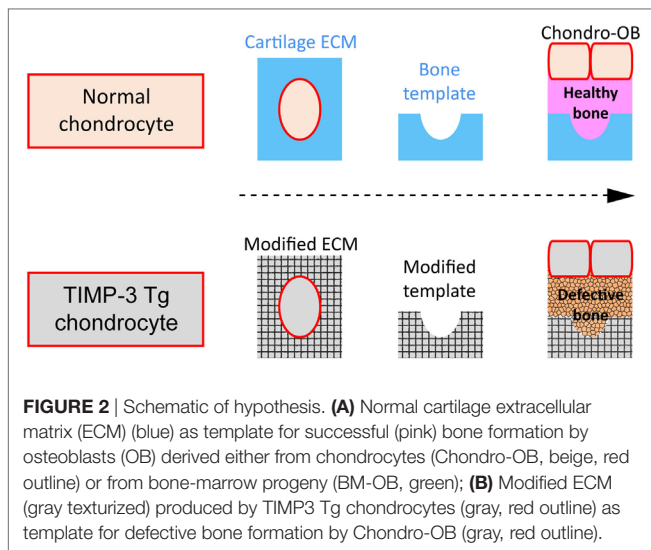 Chondro-OB
Cartilage ECM
Normal
chondrocyte
Bone
template
Healthy
bone
Modified ECM
TIMP-3 Tg
chondrocyte
Modified
template
Defective
bone
FIGURE 2 | Schematic of hypothesis. (A) Normal cartilage extracellular
matrix (ECM) (blue) as template for successful (pink) bone formation by
osteoblasts (OB) derived either from chondrocytes (Chondro-OB, beige, red
outline) or from bone-marrow progeny (BM-OB, green); (B) Modified ECM
(gray texturized) produced by TIMP3 Tg chondrocytes (gray, red outline) as
template for defective bone formation by Chondro-OB (gray, red outline).